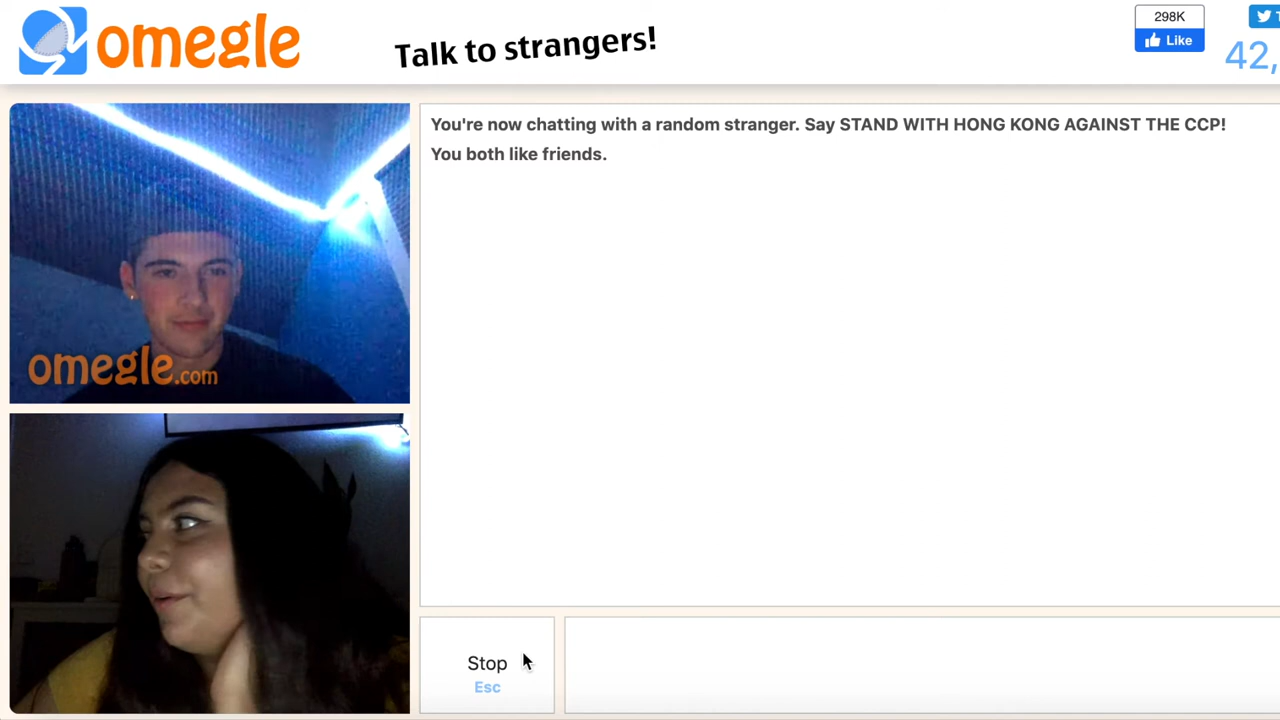 omegle
Talk to strangers!
298K
Like
42,
You're now chatting with a random stranger. Say STAND WITH HONG KONG AGAINST THE CCP!
You both like friends.
omegle.com
Stop
Esc